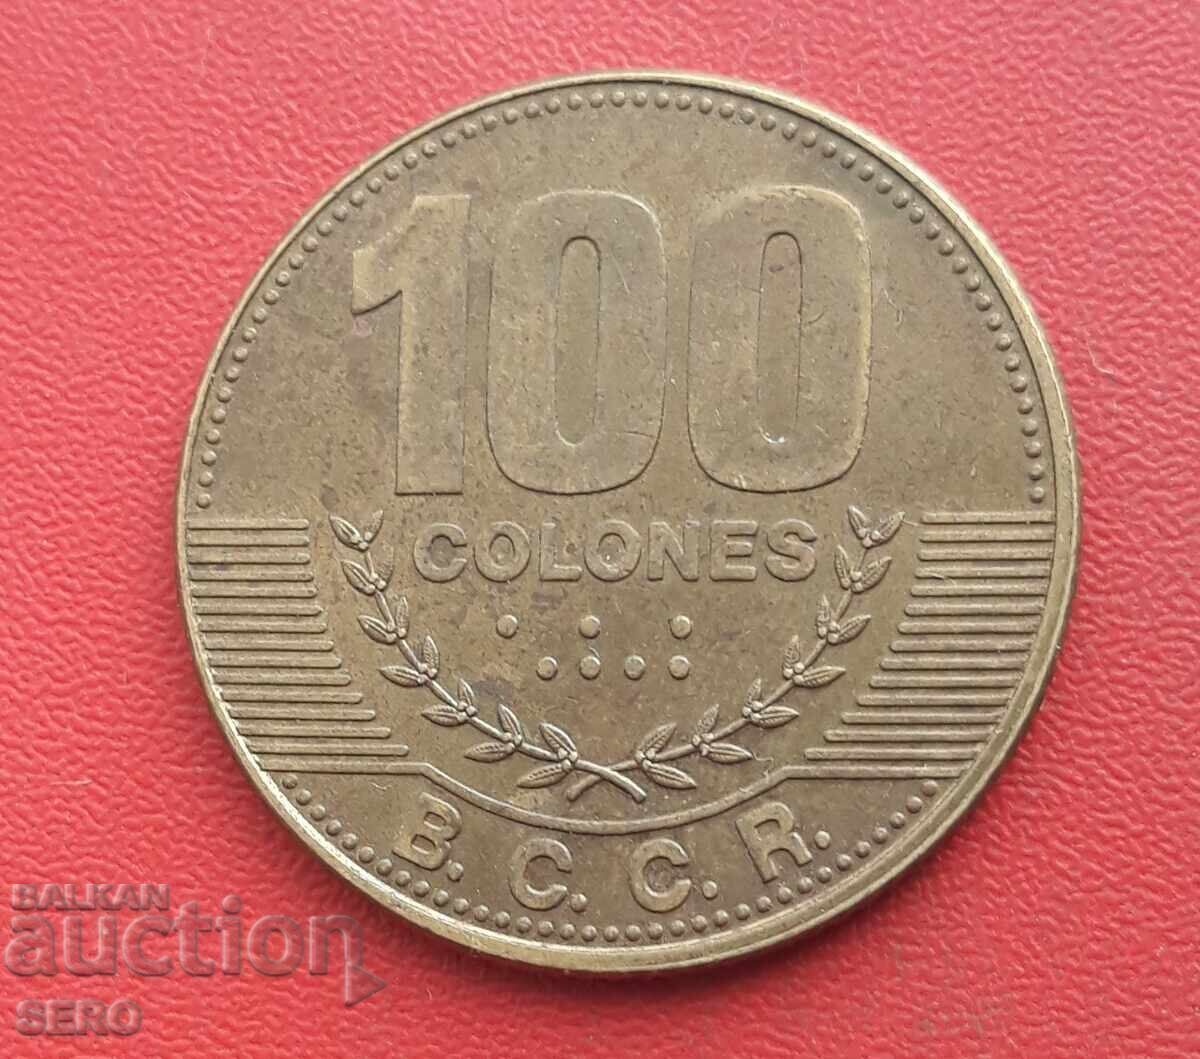 100
COLONES
B. C. C. R.
BALKAN
auction
SERO